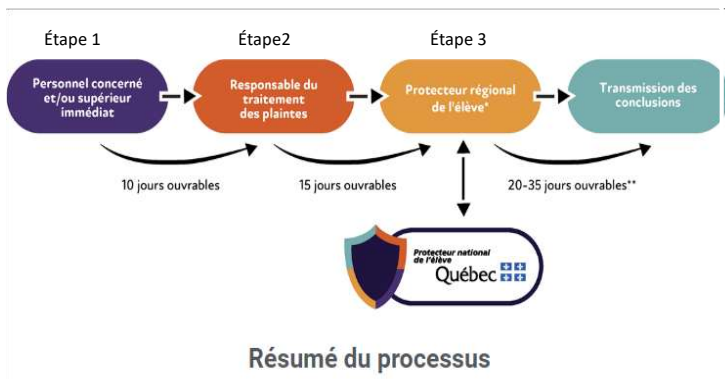 Étape 1
Étape2
Étape 3
Personnel concerné
et/ou supérieur
immédiat
Responsable du
traitement
des plaintes
Protecteur régional
de l'élève*
Transmission des
conclusions
10 jours ouvrables
15 jours ouvrables
20-35 jours ouvrables**
Protecteur national
de l'élève
Québec
Résumé du processus